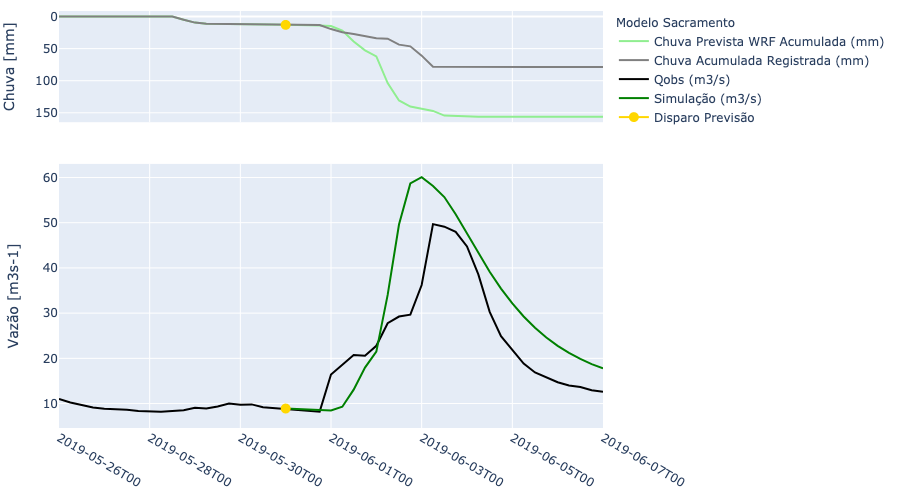 Chuva [mm]
0
50
100
150
Modelo Sacramento
Chuva Prevista WRF Acumulada (mm)
Chuva Acumulada Registrada (mm)
Qobs (m3/s)
Simulação (m3/s)
Disparo Previsão
Vazão [m3s-1]
60
50
40
30
20
10
2019-05-26T00
2019-05-28T00
2019-05-30T00
2019-06-01T00
2019-06-03T00
2019-06-05T00
2019-06-07T00